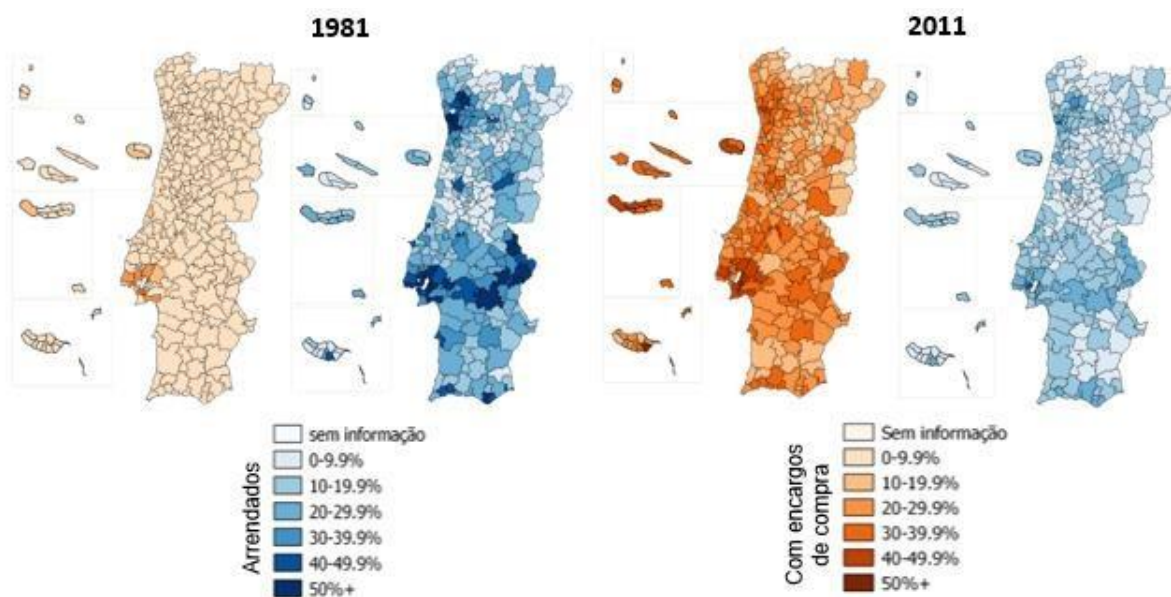 1981
2011
Arrendados
sem informação
0-9.9%
10-19.9%
20-29.9%
30-39.9%
40-49.9%
50%+
Com encargos
de compra
Sem informação
0-9.9%
10-19.9%
20-29.9%
30-39.9%
40-49.9%
50%+